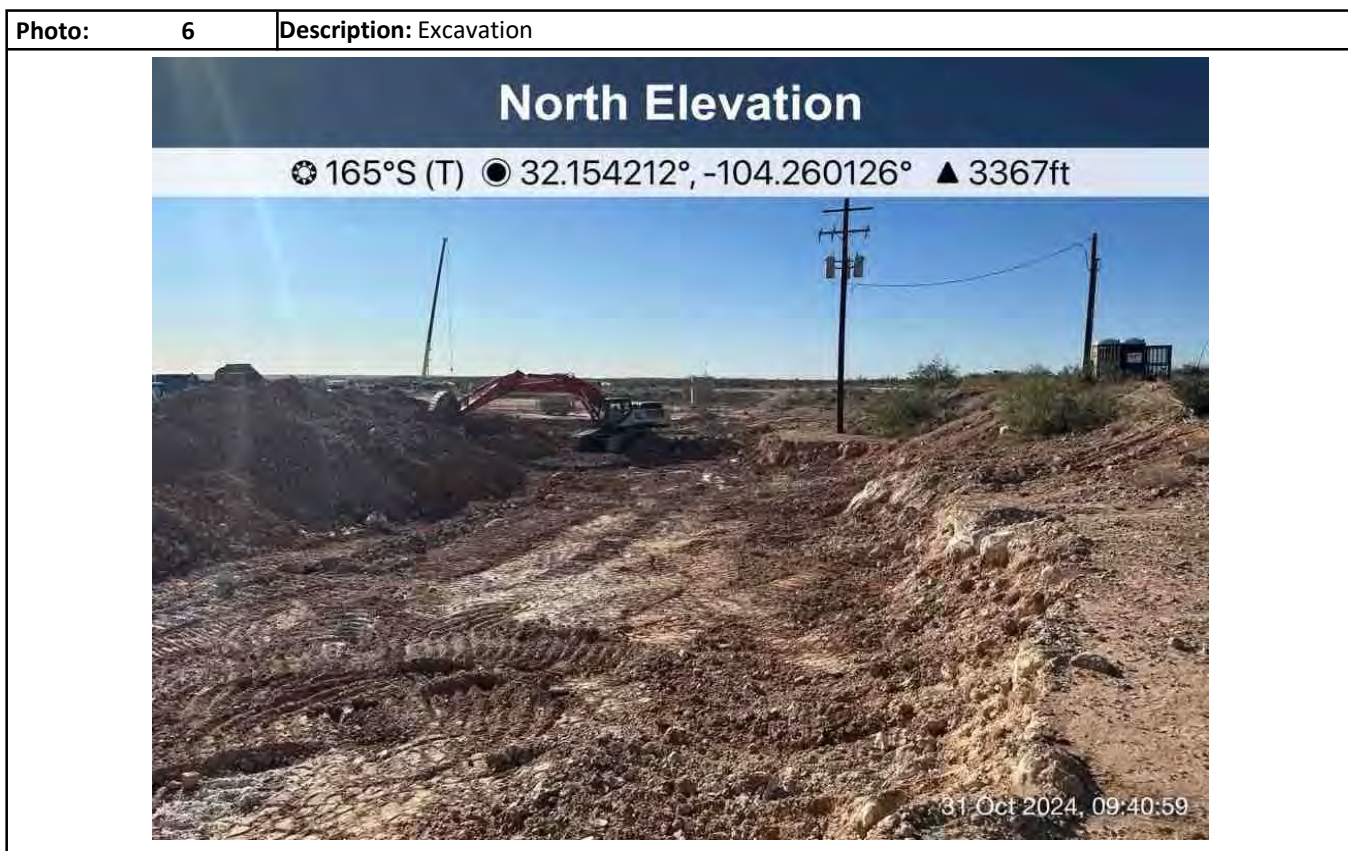 Photo: 6 Description: Excavation
North Elevation
165°S (T) 32.154212°, -104.260126° ▲ 3367ft
31 Oct 2024, 09:40:59